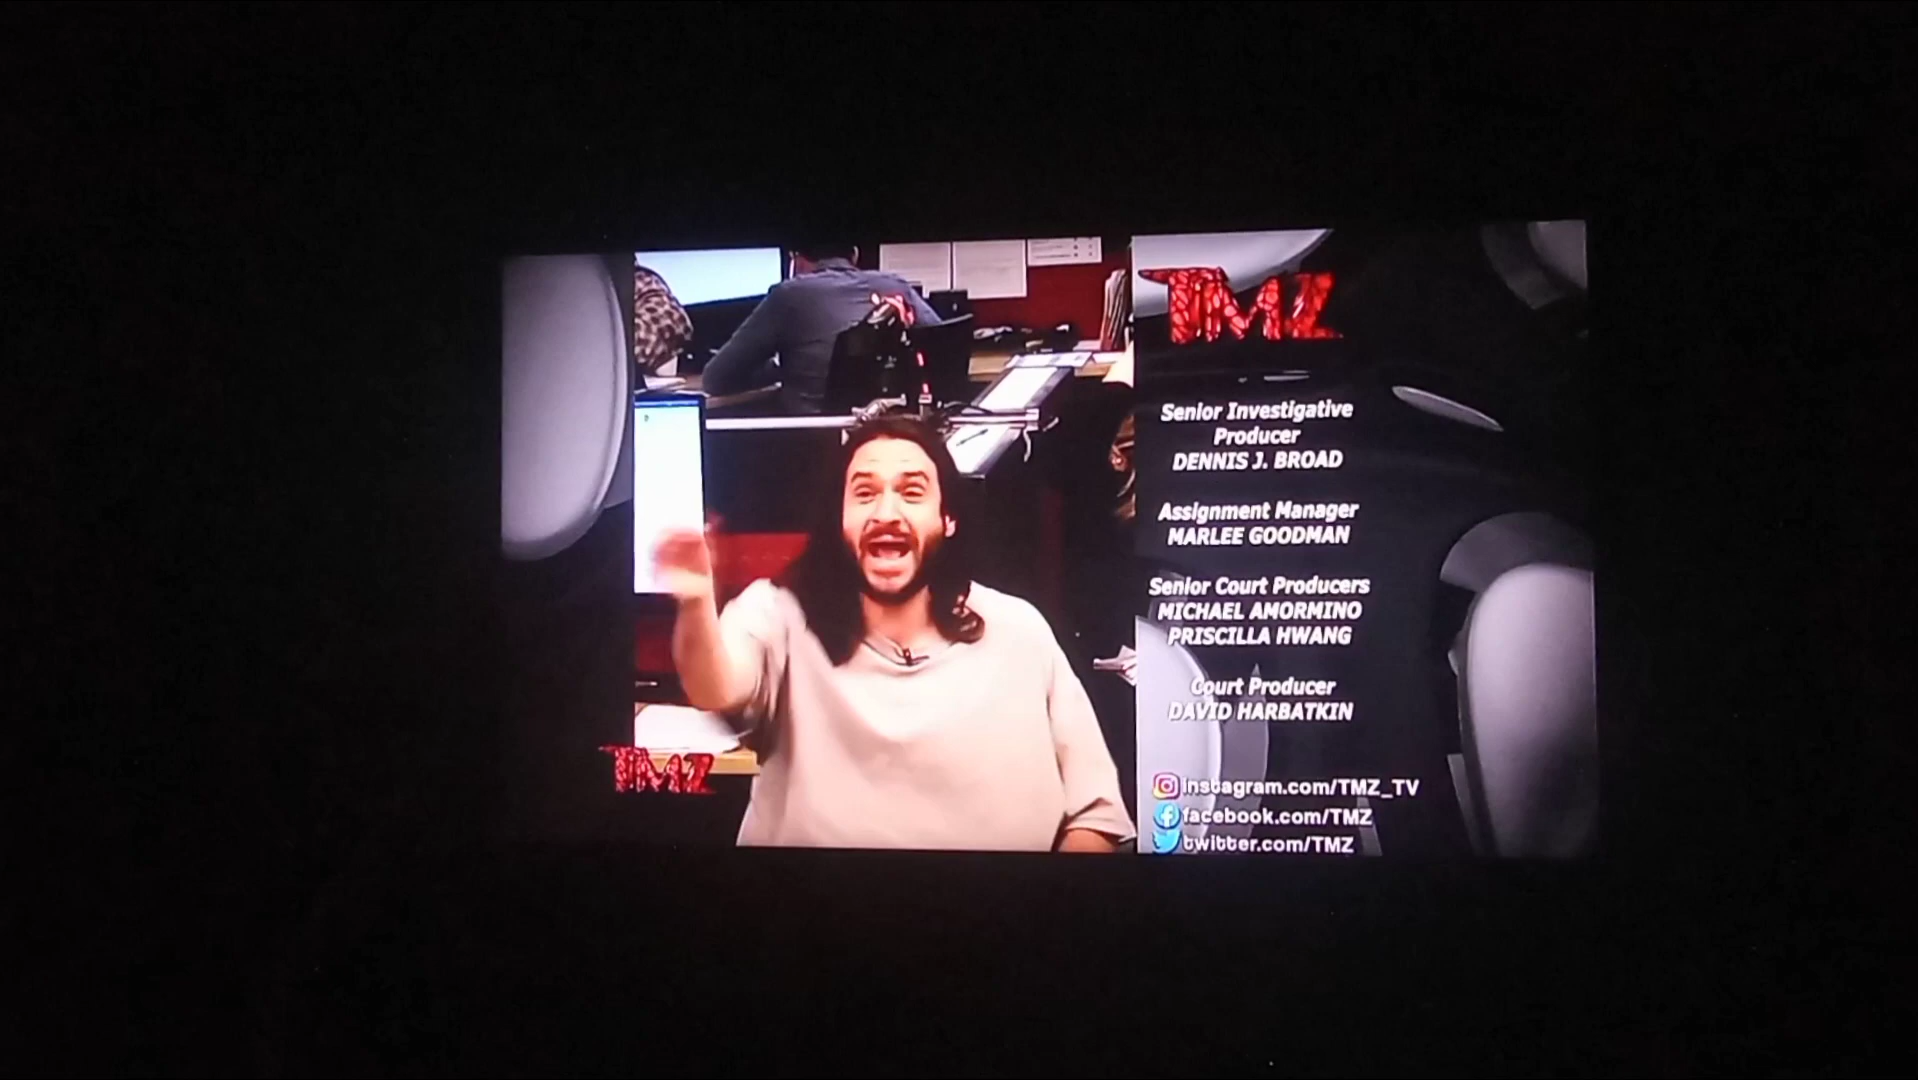 TMZ
Senior Investigative
Producer
DENNIS J. BROAD
Assignment Manager
MARLEE GOODMAN
Senior Court Producers
MICHAEL AMORMINO
PRISCILLA HWANG
Court Producer
DAVID HARBATKIN
TMZ
instagram.com/TMZ_TV
facebook.com/TMZ
twitter.com/TMZ